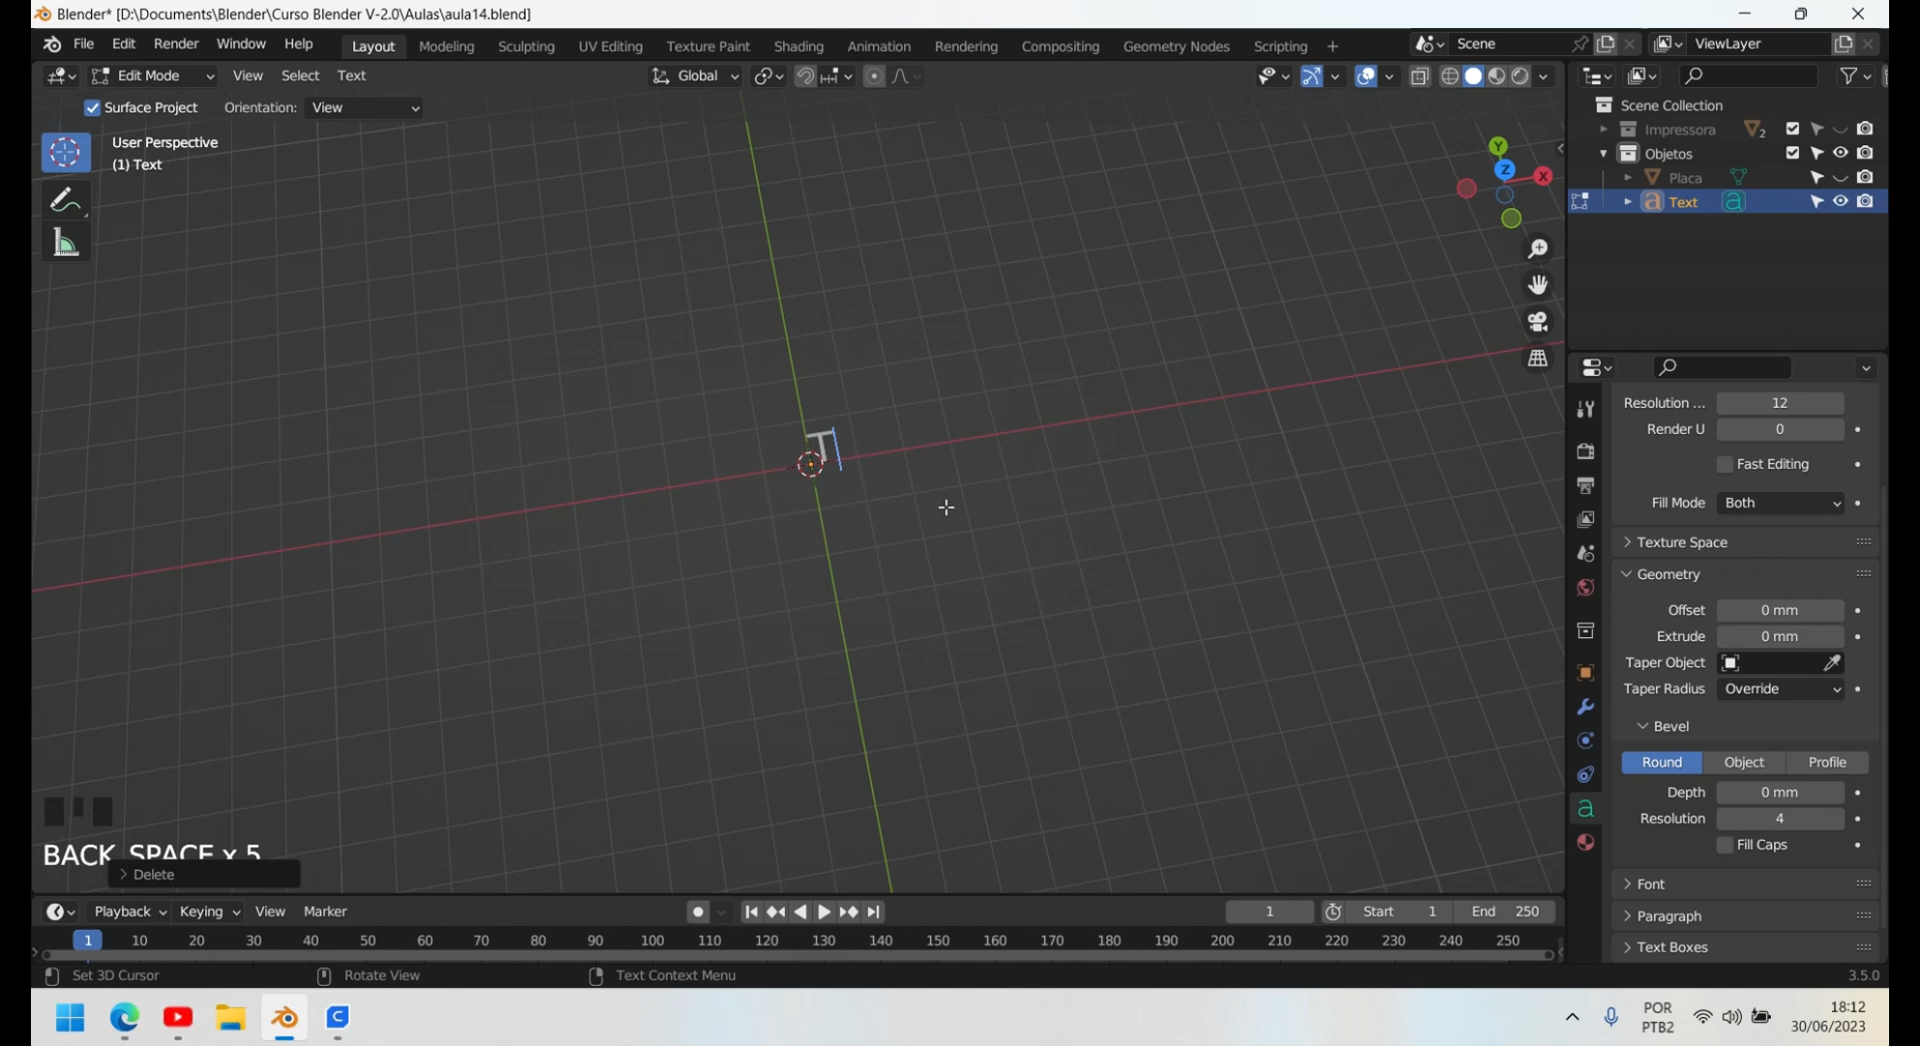 Blender* [D:\Documents\Blender\Curso Blender V-2.0\Aulas\aula14.blend]
File Edit Render Window Help Layout Modeling Sculpting UV Editing Texture Paint Shading Animation Rendering Compositing Geometry Nodes Scripting + Scene ViewLayer
Edit Mode View Select Text Global
Surface Project Orientation: View
User Perspective
(1) Text
Scene Collection
Impressora 2
Objetos
Placa
a Text a
Y
Z
X
T
Resolution ... 12
Render U 0
Fast Editing
Fill Mode Both
Texture Space
Geometry
Offset 0 mm
Extrude 0 mm
Taper Object
Taper Radius Override
Bevel
Round Object Profile
Depth 0 mm
Resolution 4
Fill Caps
Font
Paragraph
Text Boxes
BACK SPACE x 5
Delete
Playback Keying View Marker 1 Start 1 End 250
1 10 20 30 40 50 60 70 80 90 100 110 120 130 140 150 160 170 180 190 200 210 220 230 240 250
Set 3D Cursor Rotate View Text Context Menu 3.5.0
POR
PTB2
18:12
30/06/2023